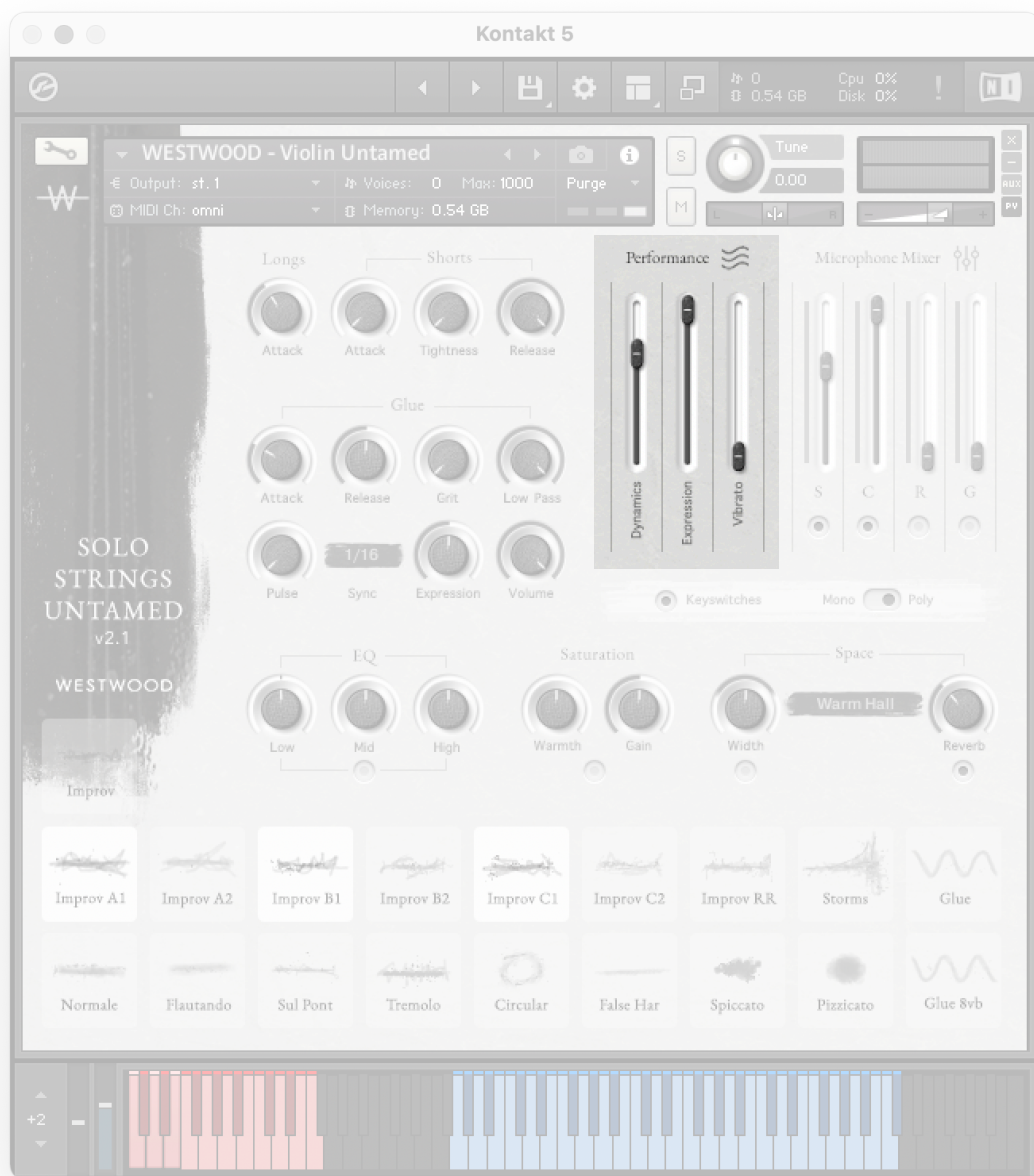 Kontakt 5
0 Cpu 0%
0.54 GB Disk 0%
! NI
WESTWOOD - Violin Untamed
S Tune
Output: st. 1 Voices: 0 Max: 1000 Purge
0.00
MIDI Ch: omni Memory: 0.54 GB
M L R - +
AUX
PV
W
Longs Shorts Performance Microphone Mixer
Attack Attack Tightness Release
Glue
Attack Release Grit Low Pass
Dynamics Expression Vibrato S C R G
1/16
Pulse Sync Expression Volume
Keyswitches Mono Poly
SOLO
STRINGS
UNTAMED
v2.1
WESTWOOD
EQ Saturation Space
Warm Hall
Low Mid High Warmth Gain Width Reverb
Improv
Improv A1 Improv A2 Improv B1 Improv B2 Improv C1 Improv C2 Improv RR Storms Glue
Normale Flautando Sul Pont Tremolo Circular False Har Spiccato Pizzicato Glue 8vb
+2